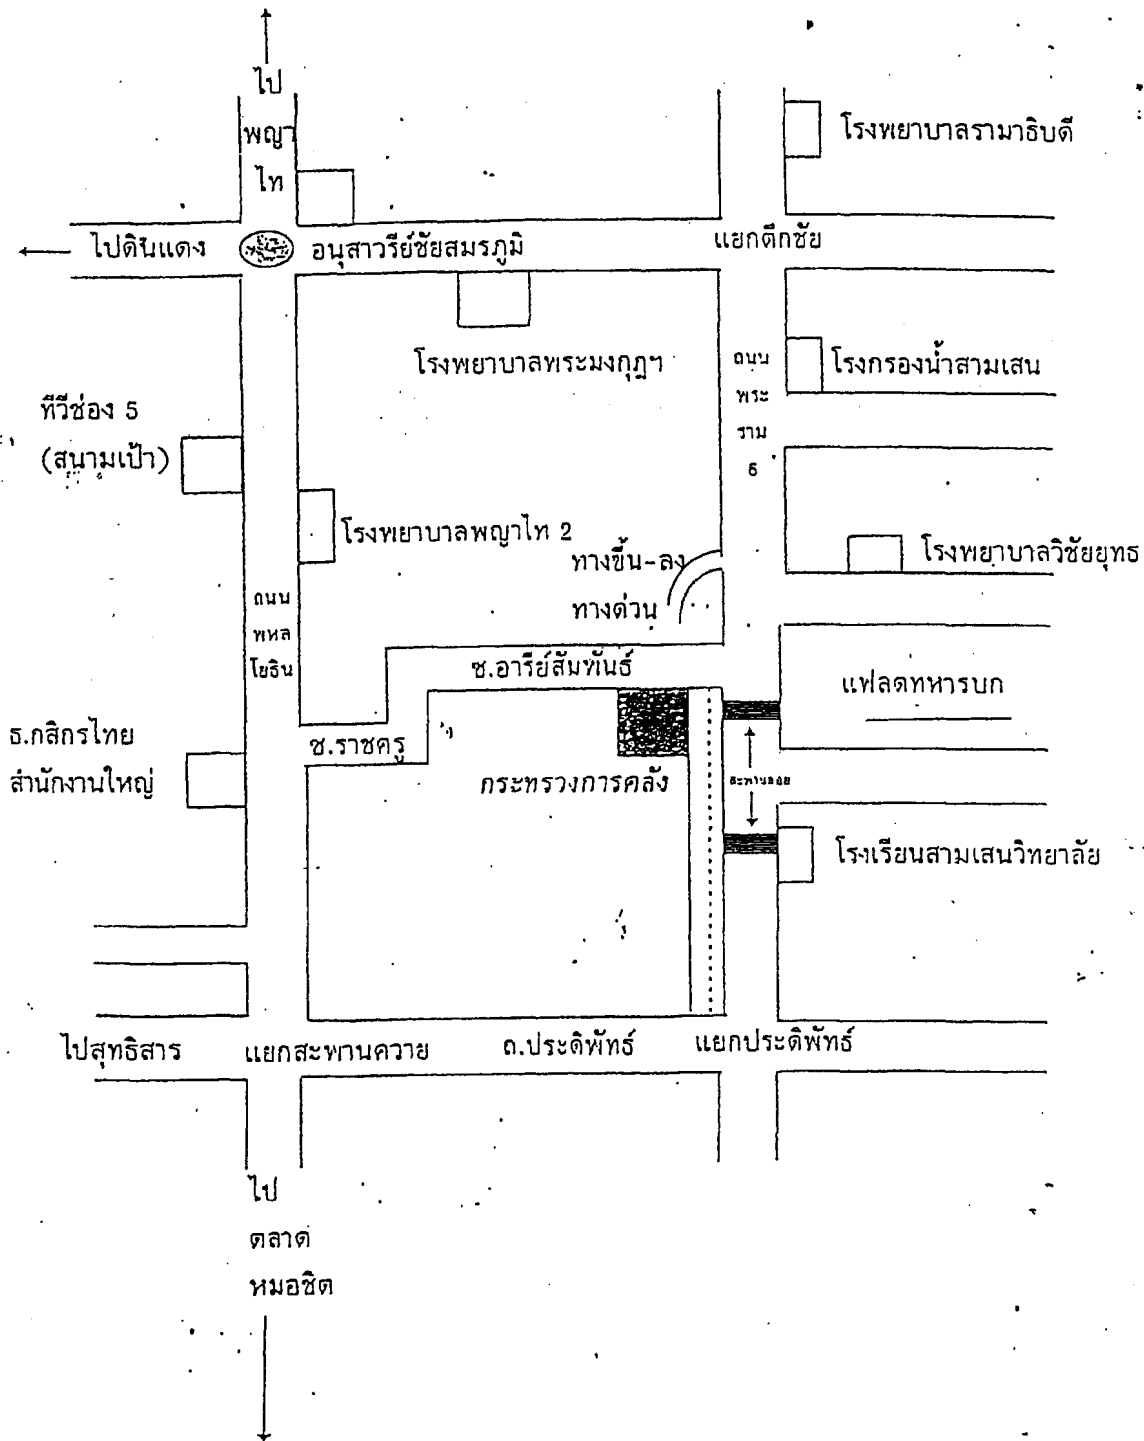 ไป
พญา
ไท
โรงพยาบาลรามาธิบดี
ไปดินแดง
อนุสาวรีย์ชัยสมรภูมิ
แยกตึกชัย
โรงพยาบาลพระมงกุฎฯ
ถนน
พระ
ราม
6
โรงกรองน้ำสามเสน
ทีวีช่อง 5
(สนามเป้า)
โรงพยาบาลพญาไท 2
ทางขึ้น-ลง
ทางด่วน
โรงพยาบาลวิชัยยุทธ
ถนน
พหล
โยธิน
ซ.อารีย์สัมพันธ์
แฟลตทหารบก
ธ.กสิกรไทย
สำนักงานใหญ่
ซ.ราชครู
กระทรวงการคลัง
สะพานลอย
โรงเรียนสามเสนวิทยาลัย
ไปสุทธิสาร
แยกสะพานควาย
ถ.ประดิพัทธ์
แยกประดิพัทธ์
ไป
ตลาด
หมอชิต